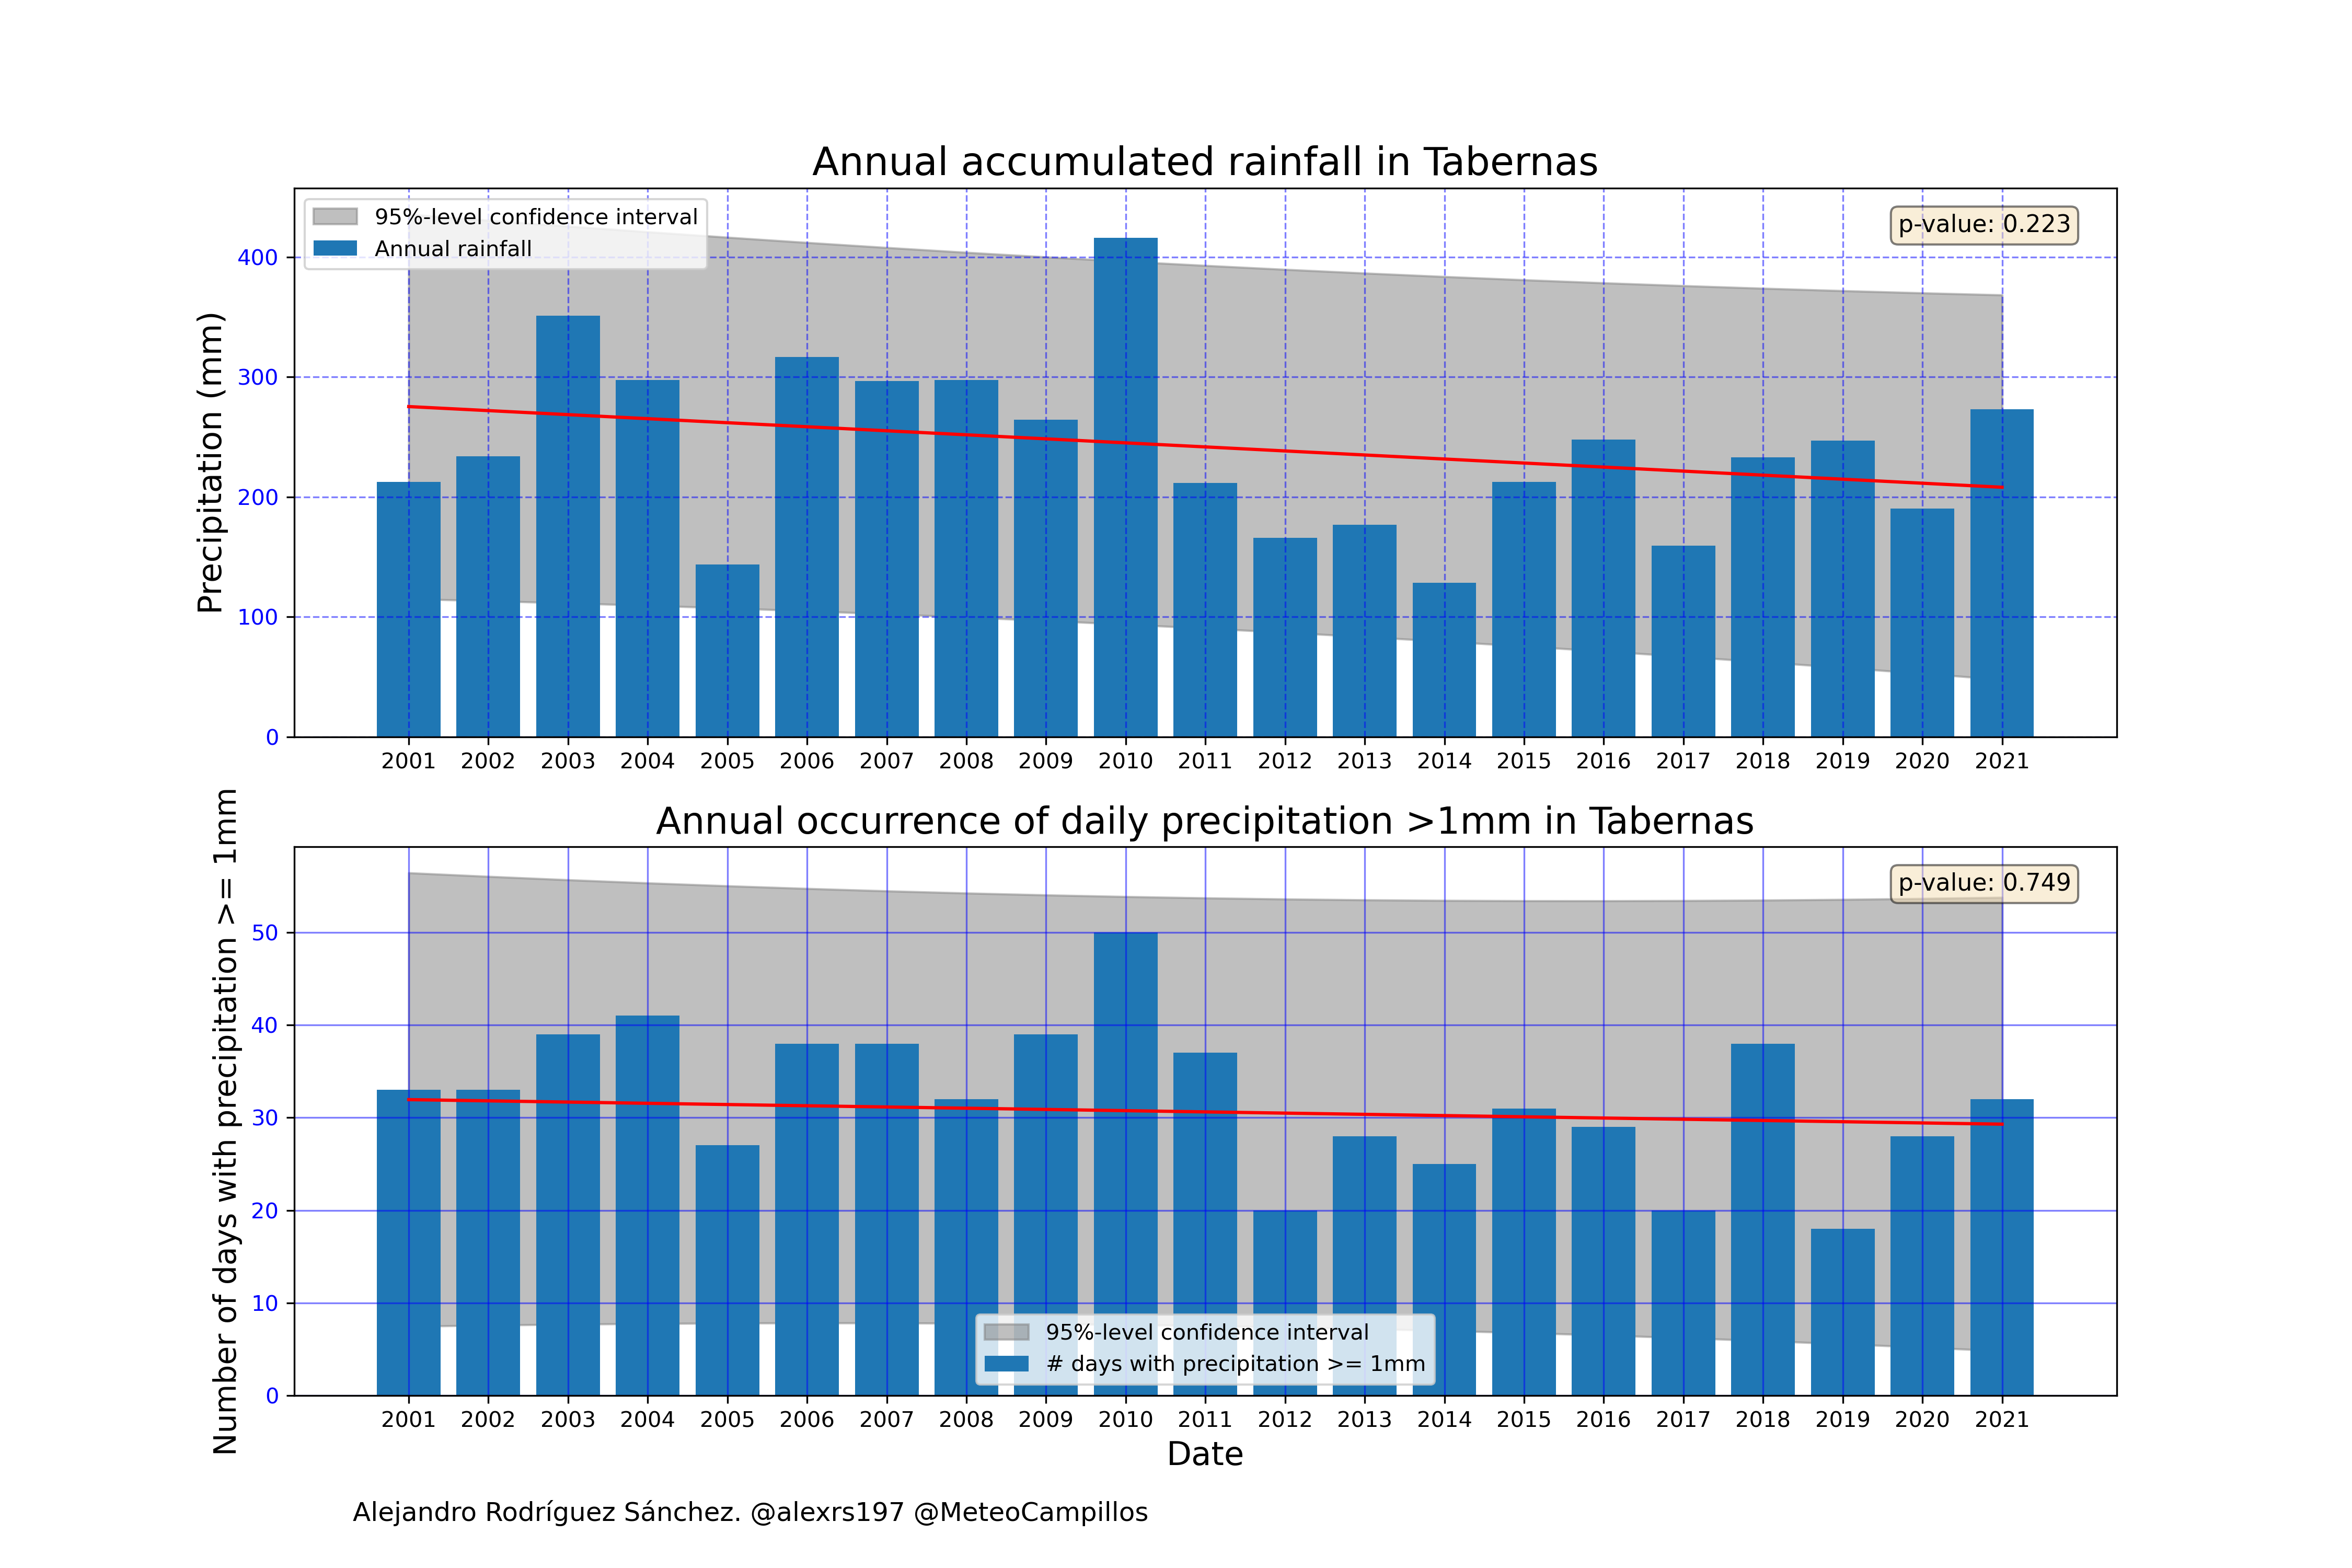 Annual accumulated rainfall in Tabernas
95%-level confidence interval
Annual rainfall
p-value: 0.223
Precipitation (mm)
400
300
200
100
0
2001 2002 2003 2004 2005 2006 2007 2008 2009 2010 2011 2012 2013 2014 2015 2016 2017 2018 2019 2020 2021
Annual occurrence of daily precipitation >1mm in Tabernas
p-value: 0.749
Number of days with precipitation >= 1mm
50
40
30
20
10
0
95%-level confidence interval
# days with precipitation >= 1mm
2001 2002 2003 2004 2005 2006 2007 2008 2009 2010 2011 2012 2013 2014 2015 2016 2017 2018 2019 2020 2021
Date
Alejandro Rodríguez Sánchez. @alexrs197 @MeteoCampillos